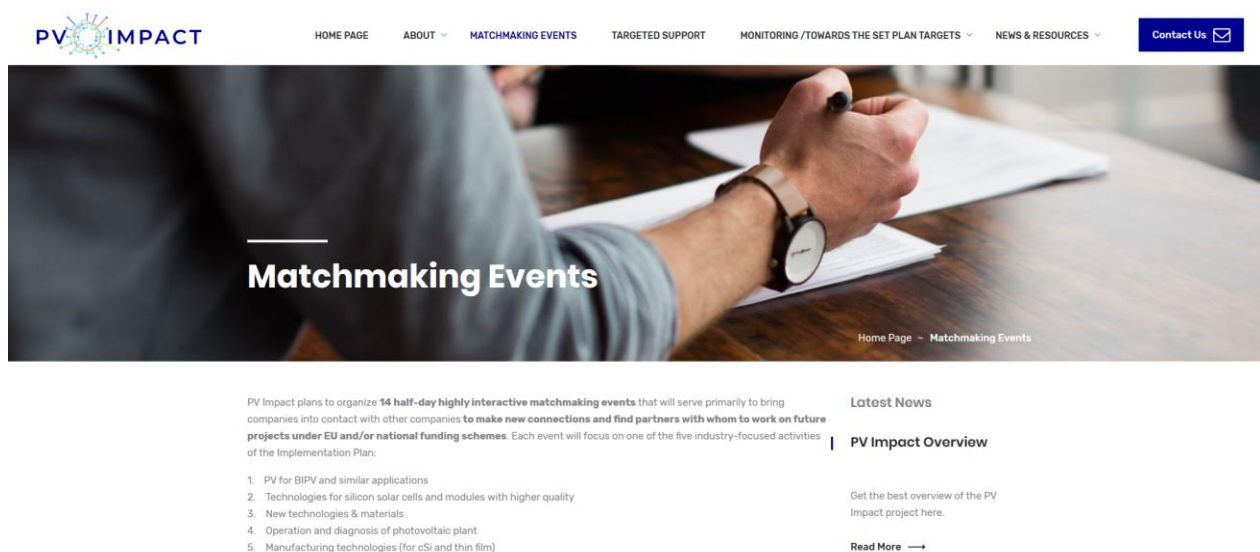 PV IMPACT
HOME PAGE ABOUT MATCHMAKING EVENTS TARGETED SUPPORT MONITORING /TOWARDS THE SET PLAN TARGETS NEWS & RESOURCES Contact Us
Matchmaking Events
Home Page ~ Matchmaking Events
PV Impact plans to organize 14 half-day highly interactive matchmaking events that will serve primarily to bring
companies into contact with other companies to make new connections and find partners with whom to work on future
projects under EU and/or national funding schemes. Each event will focus on one of the five industry-focused activities
of the Implementation Plan:
1. PV for BIPV and similar applications
2. Technologies for silicon solar cells and modules with higher quality
3. New technologies & materials
4. Operation and diagnosis of photovoltaic plant
5. Manufacturing technologies (for cSi and thin film)
Latest News
PV Impact Overview
Get the best overview of the PV
Impact project here.
Read More